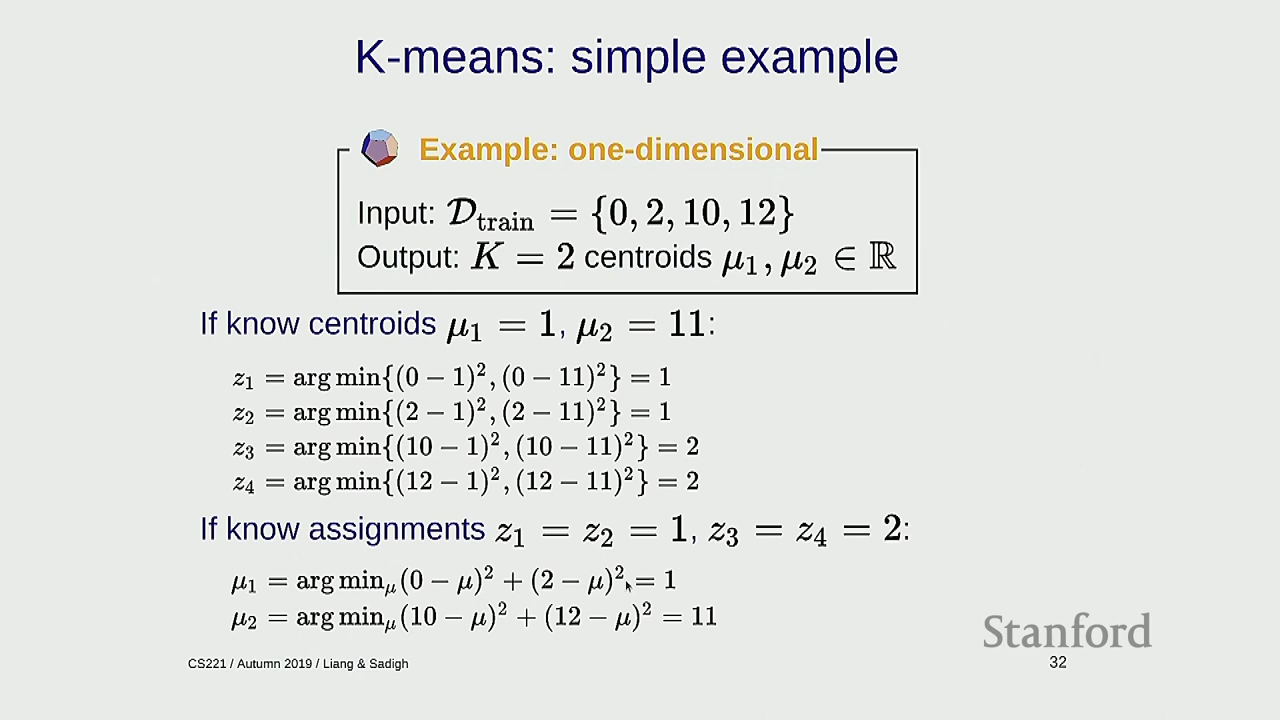 K-means: simple example
Example: one-dimensional
Input: 𝒟_train = {0, 2, 10, 12}
Output: K = 2 centroids μ₁, μ₂ ∈ ℝ
If know centroids μ₁ = 1, μ₂ = 11:
z₁ = arg min{(0 − 1)², (0 − 11)²} = 1
z₂ = arg min{(2 − 1)², (2 − 11)²} = 1
z₃ = arg min{(10 − 1)², (10 − 11)²} = 2
z₄ = arg min{(12 − 1)², (12 − 11)²} = 2
If know assignments z₁ = z₂ = 1, z₃ = z₄ = 2:
μ₁ = arg min_μ (0 − μ)² + (2 − μ)² = 1
μ₂ = arg min_μ (10 − μ)² + (12 − μ)² = 11
Stanford
CS221 / Autumn 2019 / Liang & Sadigh
32